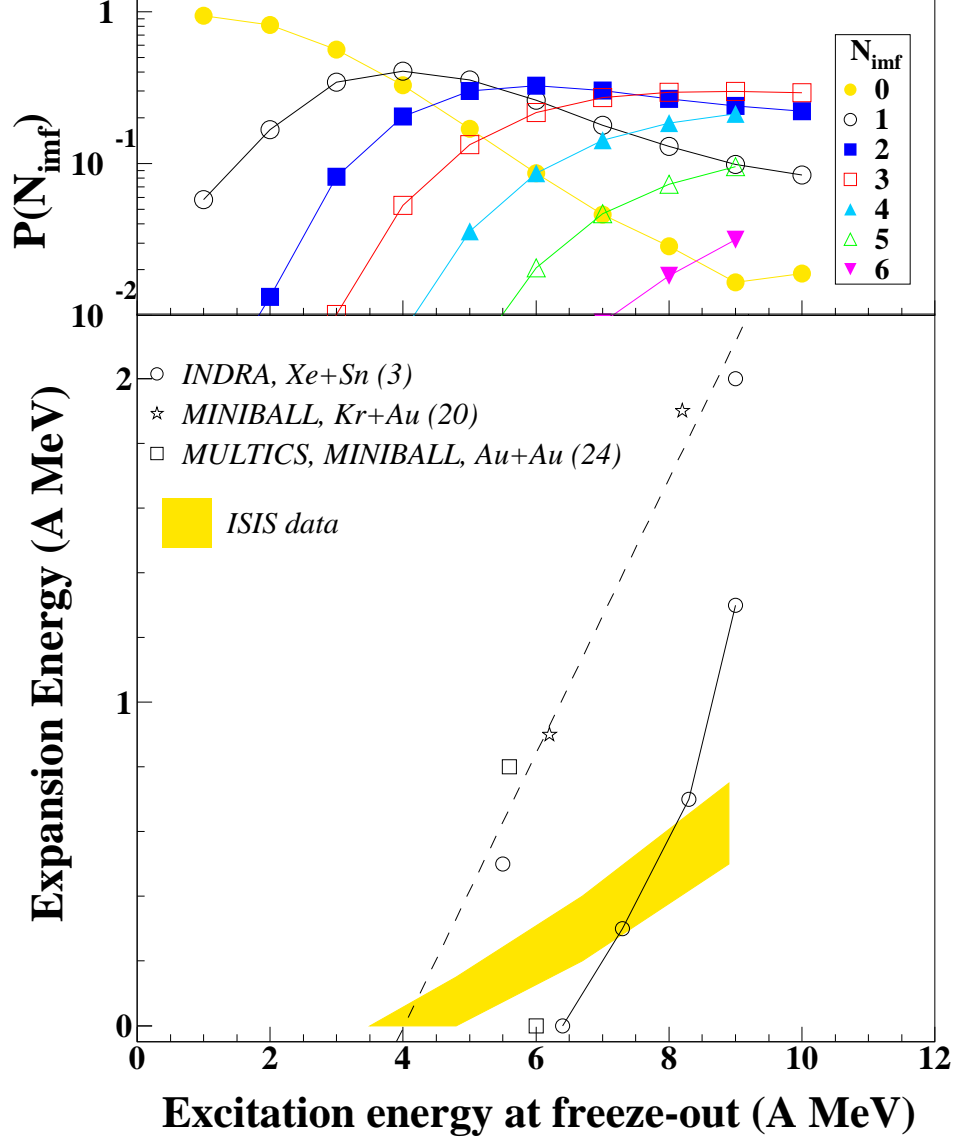 P(N_imf)
1
10^-1
10^-2
N_imf
0
1
2
3
4
5
6
Expansion Energy (A MeV)
2
1
0
INDRA, Xe+Sn (3)
MINIBALL, Kr+Au (20)
MULTICS, MINIBALL, Au+Au (24)
ISIS data
0 2 4 6 8 10 12
Excitation energy at freeze-out (A MeV)